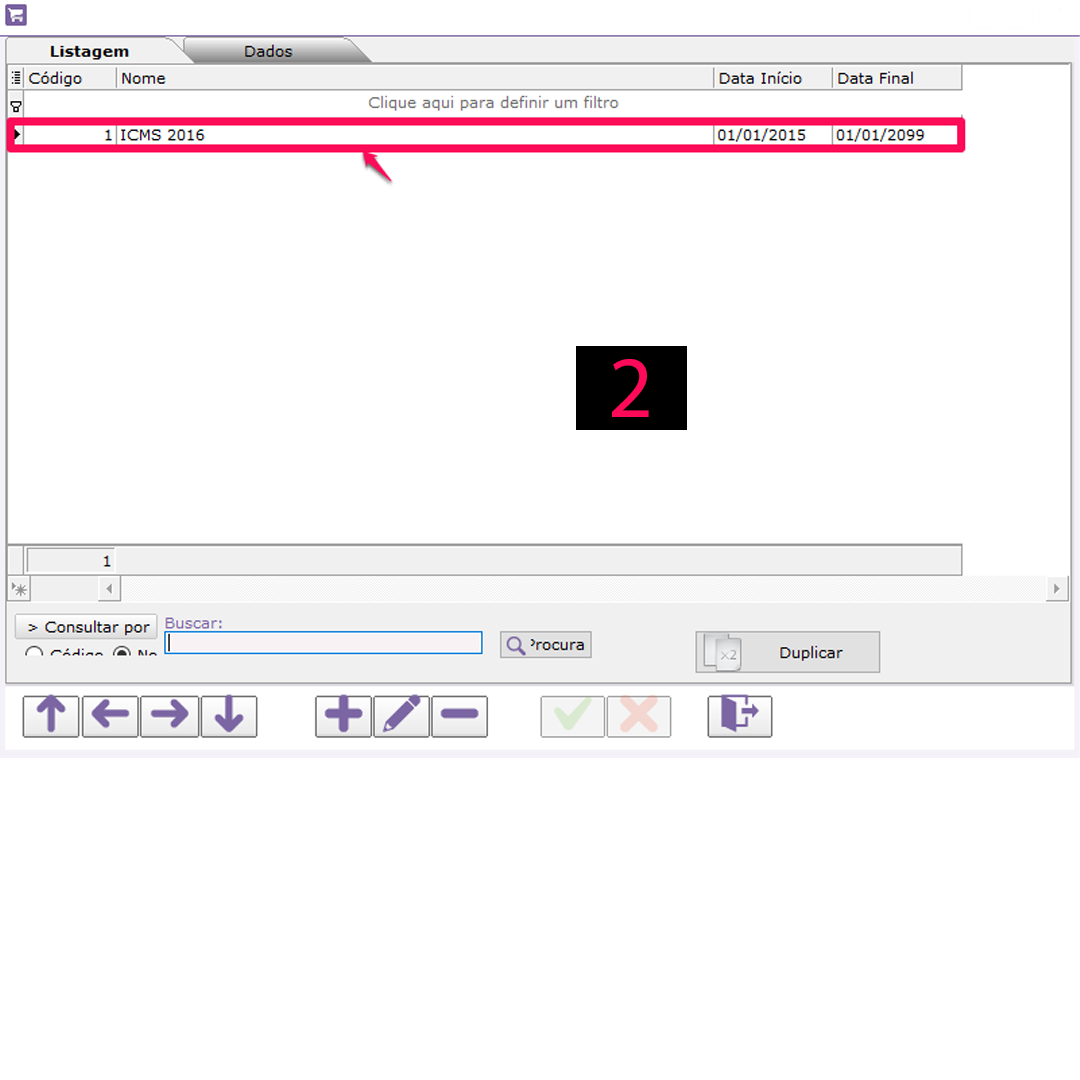 Listagem Dados
Código Nome Data Início Data Final
Clique aqui para definir um filtro
1 ICMS 2016 01/01/2015 01/01/2099
2
1
> Consultar por Buscar:
Procura
x2 Duplicar
Código No